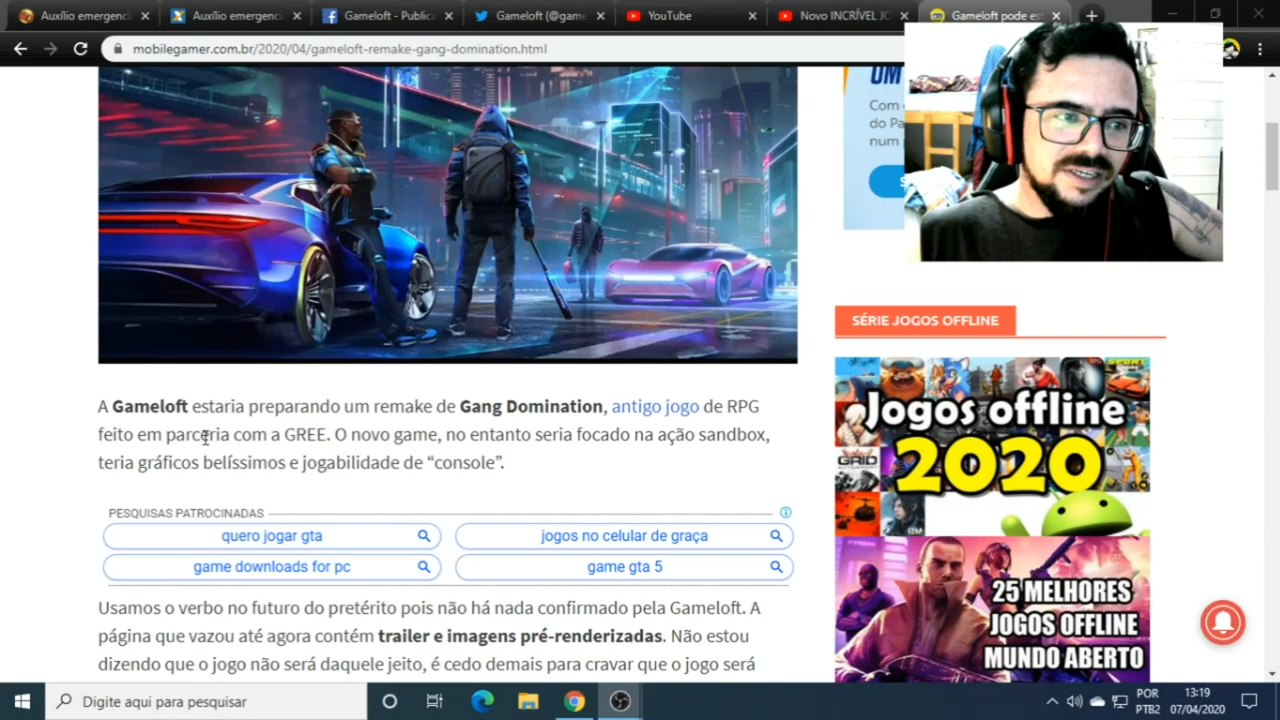 Auxílio emergenci
Auxílio emergenci
Gameloft - Publica
Gameloft (@game
YouTube
Novo INCRÍVEL JO
Gameloft pode es
mobilegamer.com.br/2020/04/gameloft-remake-gang-domination.html
UM
Com
do Pa
num
SÉRIE JOGOS OFFLINE
Jogos offline
2020
GRID
A Gameloft estaria preparando um remake de Gang Domination, antigo jogo de RPG
feito em parceria com a GREE. O novo game, no entanto seria focado na ação sandbox,
teria gráficos belíssimos e jogabilidade de “console”.
PESQUISAS PATROCINADAS
quero jogar gta
jogos no celular de graça
game downloads for pc
game gta 5
25 MELHORES
JOGOS OFFLINE
MUNDO ABERTO
Usamos o verbo no futuro do pretérito pois não há nada confirmado pela Gameloft. A
página que vazou até agora contém trailer e imagens pré-renderizadas. Não estou
dizendo que o jogo não será daquele jeito, é cedo demais para cravar que o jogo será
Digite aqui para pesquisar
POR
PTB2
13:19
07/04/2020